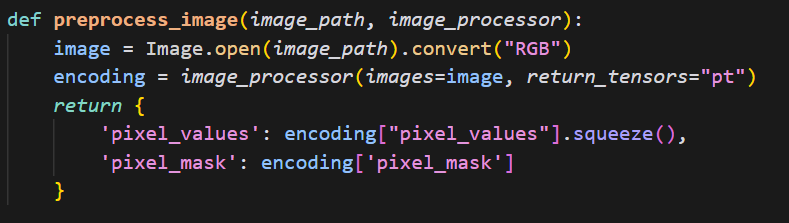 def preprocess_image(image_path, image_processor):
    image = Image.open(image_path).convert("RGB")
    encoding = image_processor(images=image, return_tensors="pt")
    return {
        'pixel_values': encoding["pixel_values"].squeeze(),
        'pixel_mask': encoding['pixel_mask']
    }